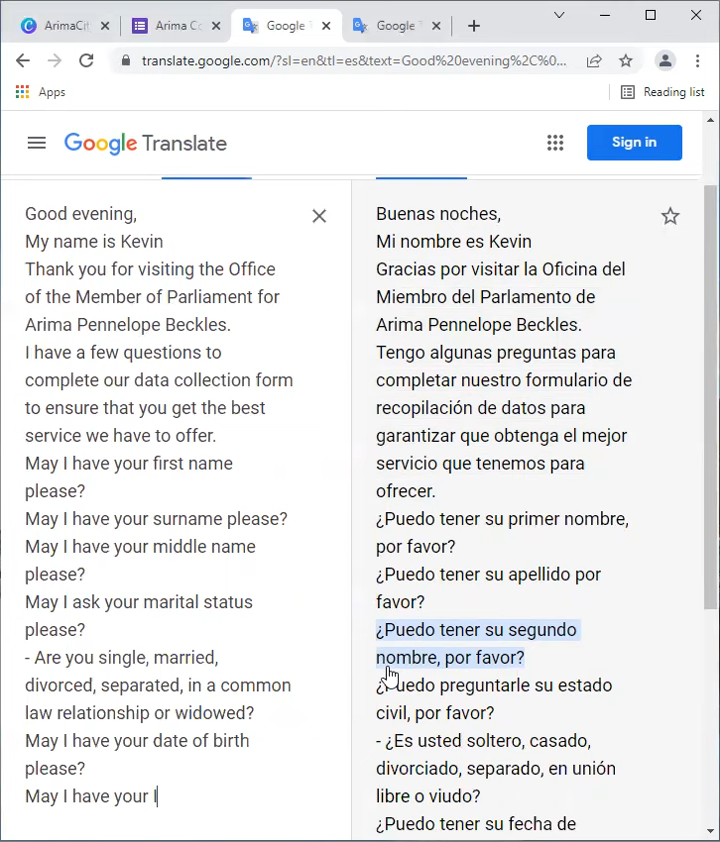 ArimaCit
Arima Co
Google T
Google T
translate.google.com/?sl=en&tl=es&text=Good%20evening%2C%0...
Apps
Reading list
Google Translate
Sign in
Good evening,
My name is Kevin
Thank you for visiting the Office
of the Member of Parliament for
Arima Pennelope Beckles.
I have a few questions to
complete our data collection form
to ensure that you get the best
service we have to offer.
May I have your first name
please?
May I have your surname please?
May I have your middle name
please?
May I ask your marital status
please?
- Are you single, married,
divorced, separated, in a common
law relationship or widowed?
May I have your date of birth
please?
May I have your I
Buenas noches,
Mi nombre es Kevin
Gracias por visitar la Oficina del
Miembro del Parlamento de
Arima Pennelope Beckles.
Tengo algunas preguntas para
completar nuestro formulario de
recopilación de datos para
garantizar que obtenga el mejor
servicio que tenemos para
ofrecer.
¿Puedo tener su primer nombre,
por favor?
¿Puedo tener su apellido por
favor?
¿Puedo tener su segundo
nombre, por favor?
¿Puedo preguntarle su estado
civil, por favor?
- ¿Es usted soltero, casado,
divorciado, separado, en unión
libre o viudo?
¿Puedo tener su fecha de